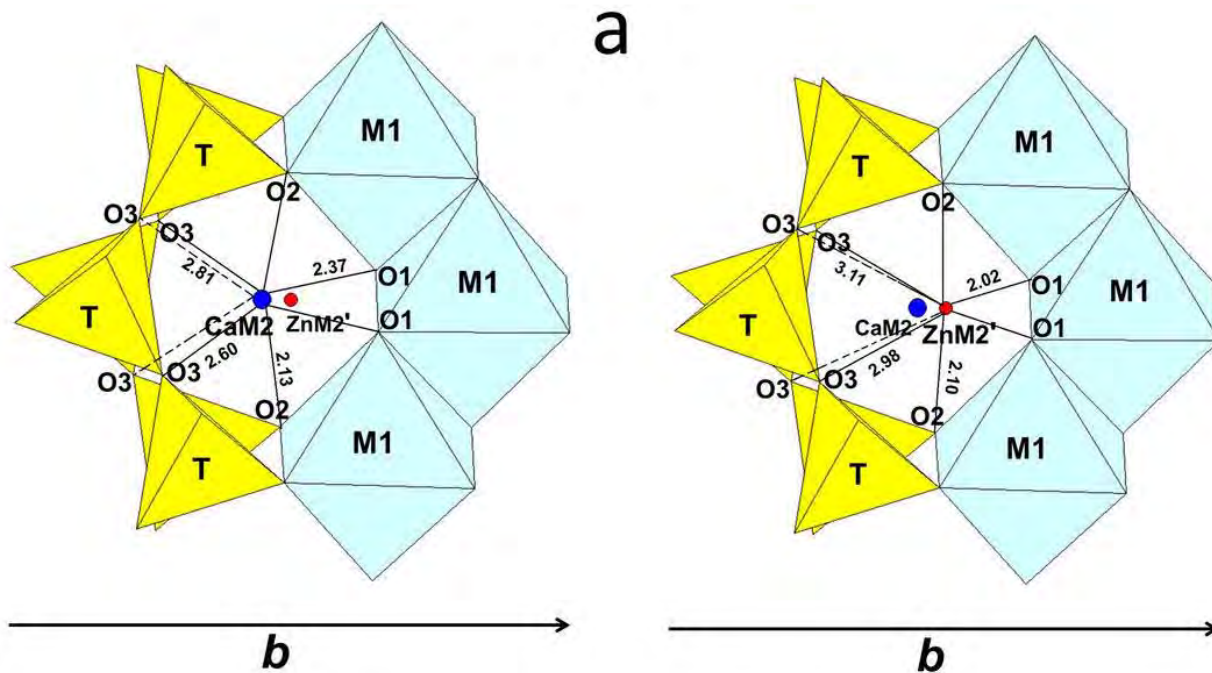 a
T
M1
O2
O3
O3
2.81
2.37
O1
M1
CaM2
ZnM2'
O1
T
2.60
2.13
O3
O3
O2
M1
T
b
M1
T
O2
O3
O3
3.11
2.02
O1
M1
CaM2
ZnM2'
O1
T
2.98
2.10
O3
O3
O2
M1
T
b